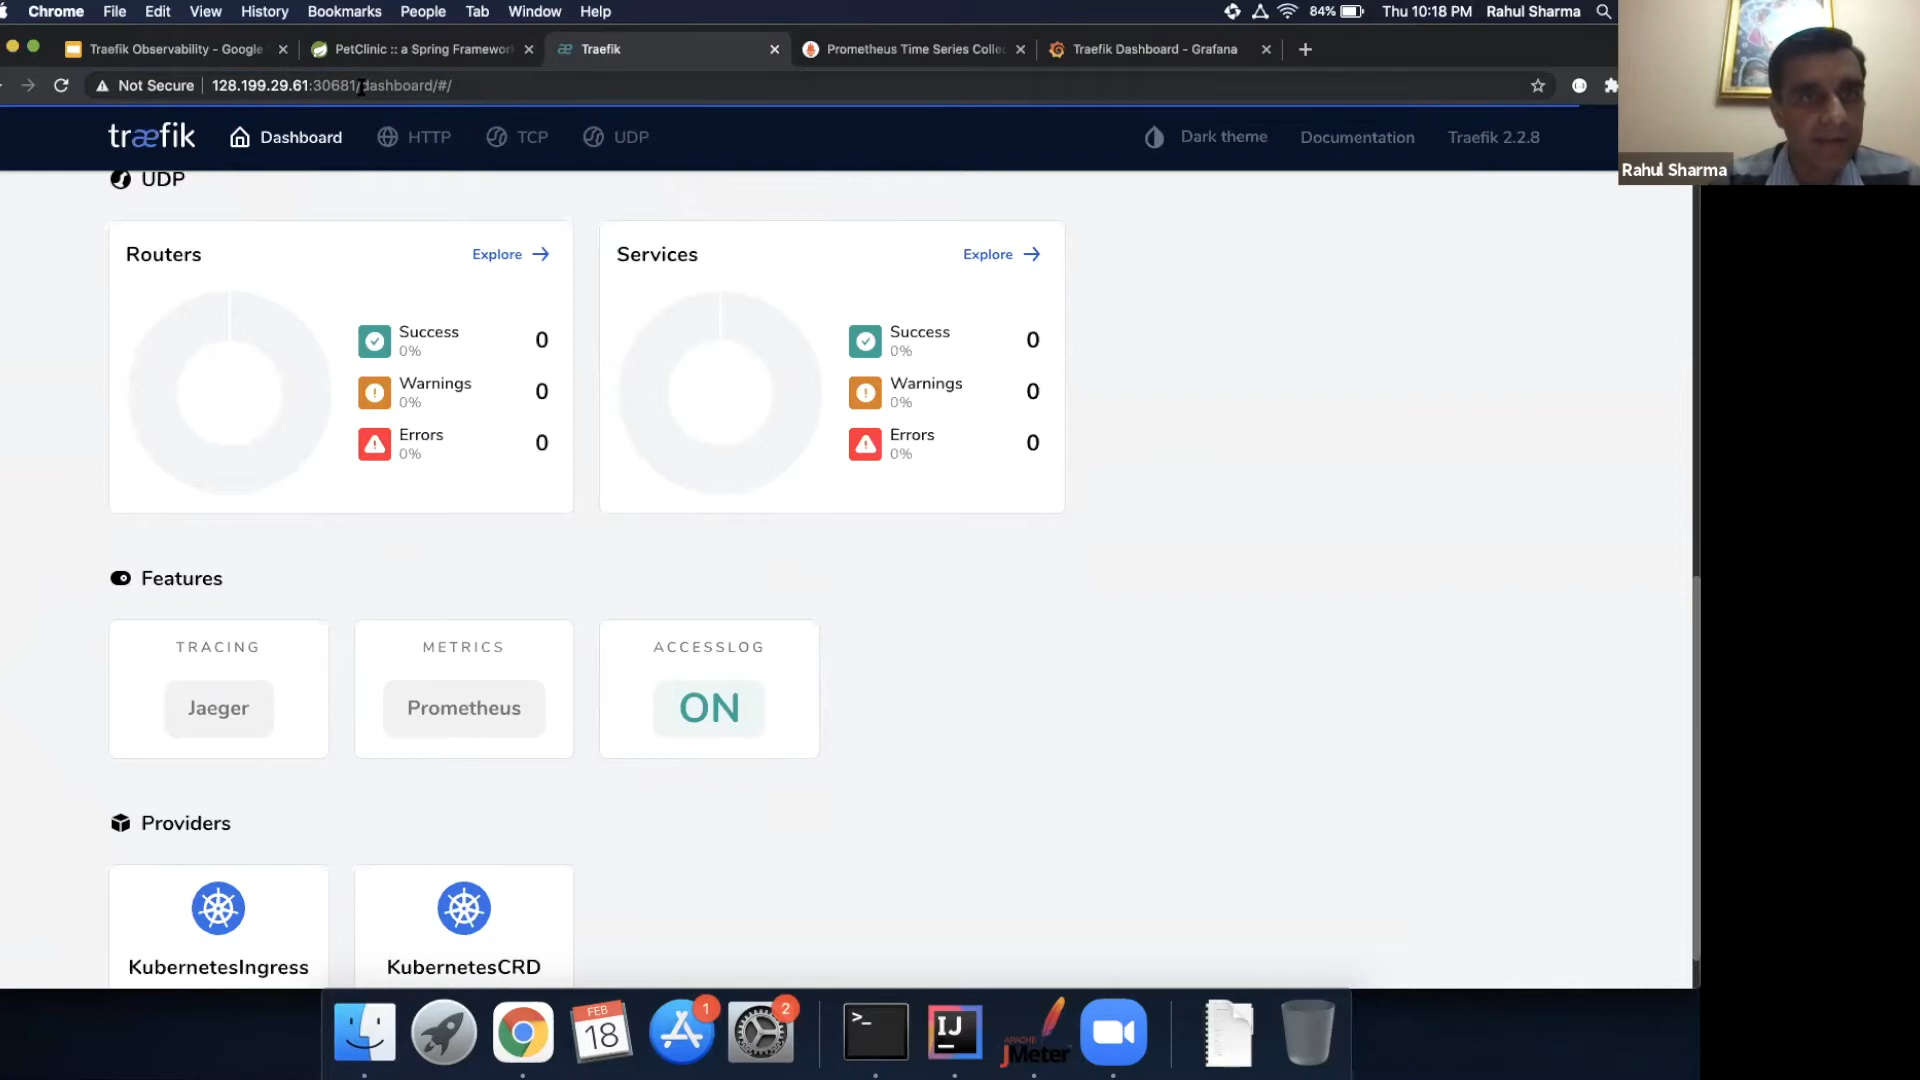 Chrome File Edit View History Bookmarks People Tab Window Help 84% Thu 10:18 PM Rahul Sharma
Traefik Observability - Google PetClinic :: a Spring Framework Traefik Prometheus Time Series Colle Traefik Dashboard - Grafana
Not Secure 128.199.29.61:30681/dashboard/#/
træfik Dashboard HTTP TCP UDP Dark theme Documentation Traefik 2.2.8
Rahul Sharma
UDP
Routers Explore
Success 0
0%
Warnings 0
0%
Errors 0
0%
Services Explore
Success 0
0%
Warnings 0
0%
Errors 0
0%
Features
TRACING
Jaeger
METRICS
Prometheus
ACCESSLOG
ON
Providers
KubernetesIngress
KubernetesCRD
FEB
18
1
2
>_
IJ
APACHE
JMeter